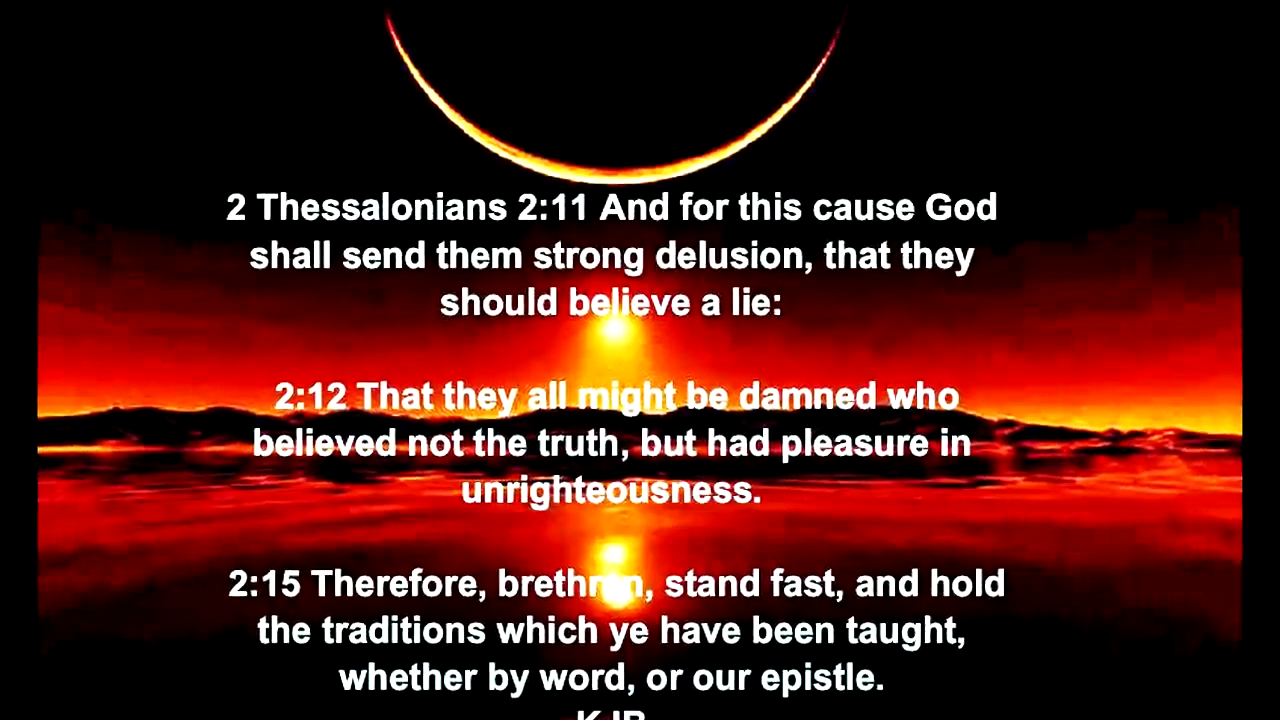 2 Thessalonians 2:11 And for this cause God
shall send them strong delusion, that they
should believe a lie:
2:12 That they all might be damned who
believed not the truth, but had pleasure in
unrighteousness.
2:15 Therefore, brethren, stand fast, and hold
the traditions which ye have been taught,
whether by word, or our epistle.